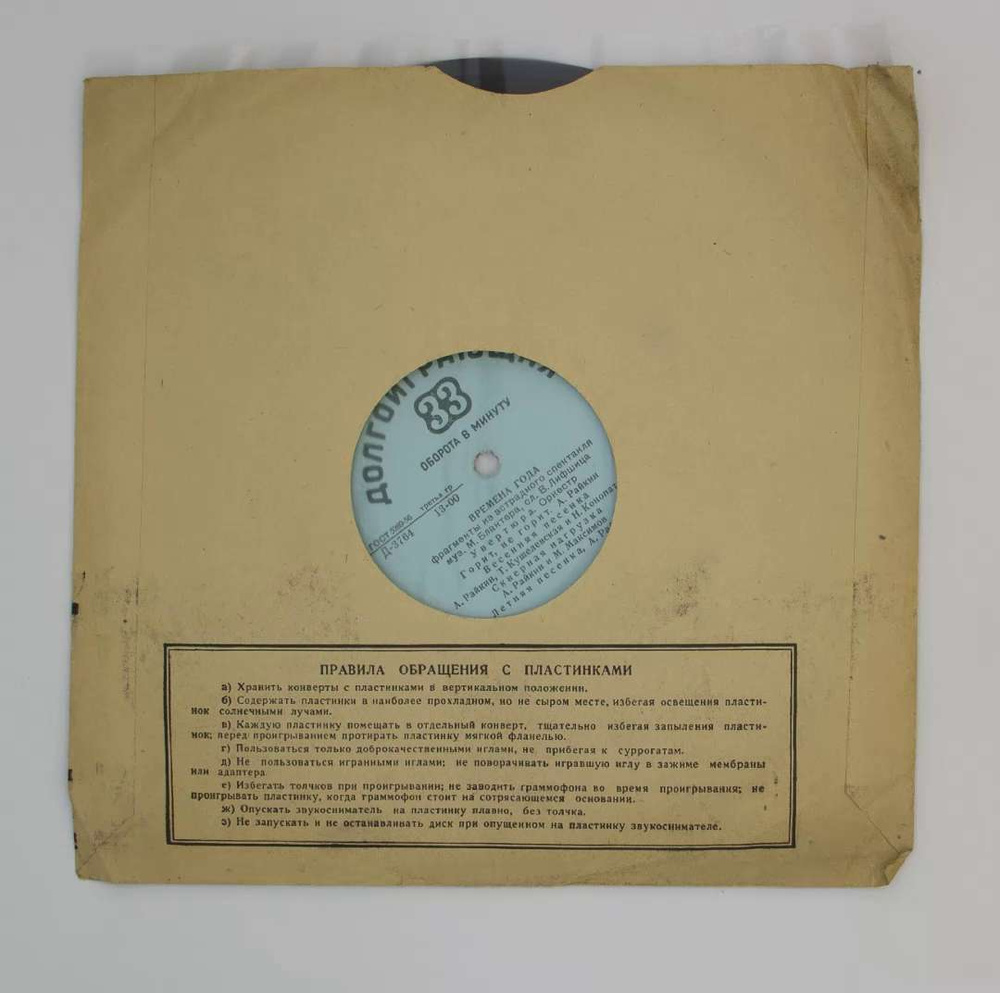 ДОЛГОИГРАЮЩАЯ
33
ОБОРОТА В МИНУТУ
ГОСТ 5289-56
Д-3764
третья гр
13-00
ВРЕМЕНА ГОДА
фрагменты из эстрадного спектакля
муз. М. Блантера, сл. В. Лифшица
Увертюра. Оркестр
Горит, не горит. А. Райкин
Весенняя песенка
А. Райкин, Т. Кушелевская и Н. Конопат
Скверная нагрузка
А. Райкин и М. Максимов
Летняя песенка, А. Ра
ПРАВИЛА ОБРАЩЕНИЯ С ПЛАСТИНКАМИ
а) Хранить конверты с пластинками в вертикальном положении.
б) Содержать пластинки в наиболее прохладном, но не сыром месте, избегая освещения пласти-
нок солнечными лучами.
в) Каждую пластинку помещать в отдельный конверт, тщательно избегая запыления пласти-
нок; перед проигрыванием протирать пластинку мягкой фланелью.
г) Пользоваться только доброкачественными иглами, не прибегая к суррогатам.
д) Не пользоваться игранными иглами; не поворачивать игравшую иглу в зажиме мембраны
или адаптера
е) Избегать толчков при проигрывании; не заводить граммофона во время проигрывания; не
проигрывать пластинку, когда граммофон стоит на сотрясающемся основании.
ж) Опускать звукосниматель на пластинку плавно, без толчка.
з) Не запускать и не останавливать диск при опущенном на пластинку звукоснимателе.